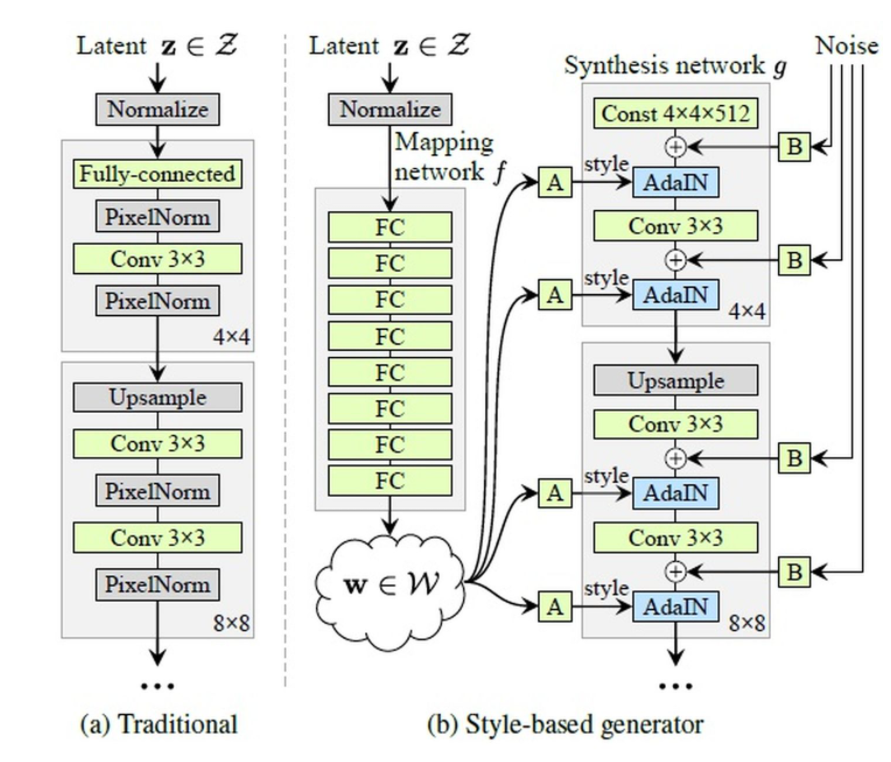 Latent z ∈ 𝒵
Normalize
Fully-connected
PixelNorm
Conv 3×3
PixelNorm
4×4
Upsample
Conv 3×3
PixelNorm
Conv 3×3
PixelNorm
8×8
...
(a) Traditional
Latent z ∈ 𝒵
Normalize
Mapping
network f
FC
FC
FC
FC
FC
FC
FC
FC
w ∈ 𝒲
A
style
A
style
A
style
A
style
Synthesis network g
Const 4×4×512
+
AdaIN
Conv 3×3
+
AdaIN
4×4
Upsample
Conv 3×3
+
AdaIN
Conv 3×3
+
AdaIN
8×8
...
Noise
B
B
B
B
(b) Style-based generator